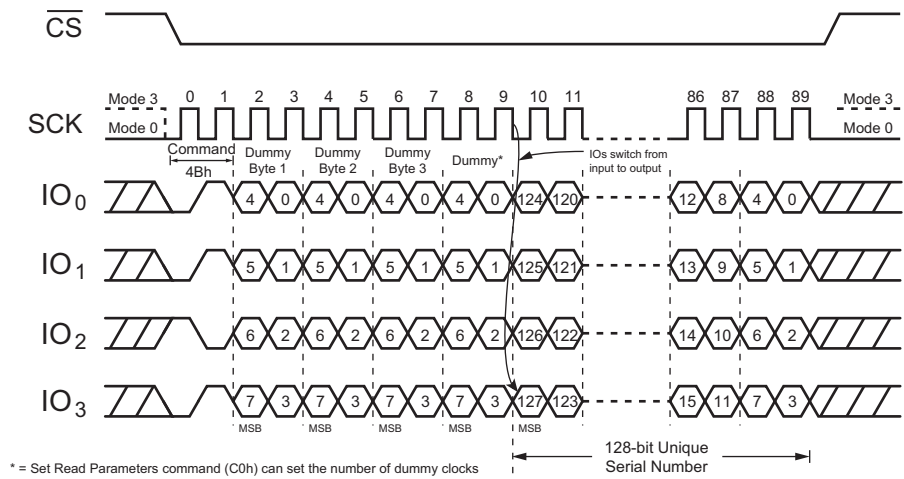 CS
SCK
Mode 3
Mode 0
0 1 2 3 4 5 6 7 8 9 10 11 86 87 88 89
Mode 3
Mode 0
Command
4Bh
Dummy
Byte 1
Dummy
Byte 2
Dummy
Byte 3
Dummy*
IOs switch from
input to output
IO0 4 0 4 0 4 0 4 0 124 120 12 8 4 0
IO1 5 1 5 1 5 1 5 1 125 121 13 9 5 1
IO2 6 2 6 2 6 2 6 2 126 122 14 10 6 2
IO3 7 3 7 3 7 3 7 3 127 123 15 11 7 3
MSB MSB MSB MSB MSB
128-bit Unique
Serial Number
* = Set Read Parameters command (C0h) can set the number of dummy clocks